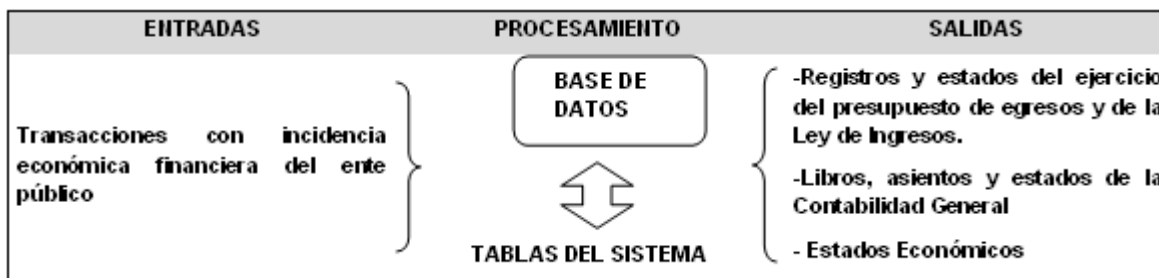 ENTRADAS PROCESAMIENTO SALIDAS
Transacciones con incidencia
económica financiera del ente
público
BASE DE
DATOS
TABLAS DEL SISTEMA
-Registros y estados del ejercicio
del presupuesto de egresos y de la
Ley de Ingresos.
-Libros, asientos y estados de la
Contabilidad General
- Estados Económicos